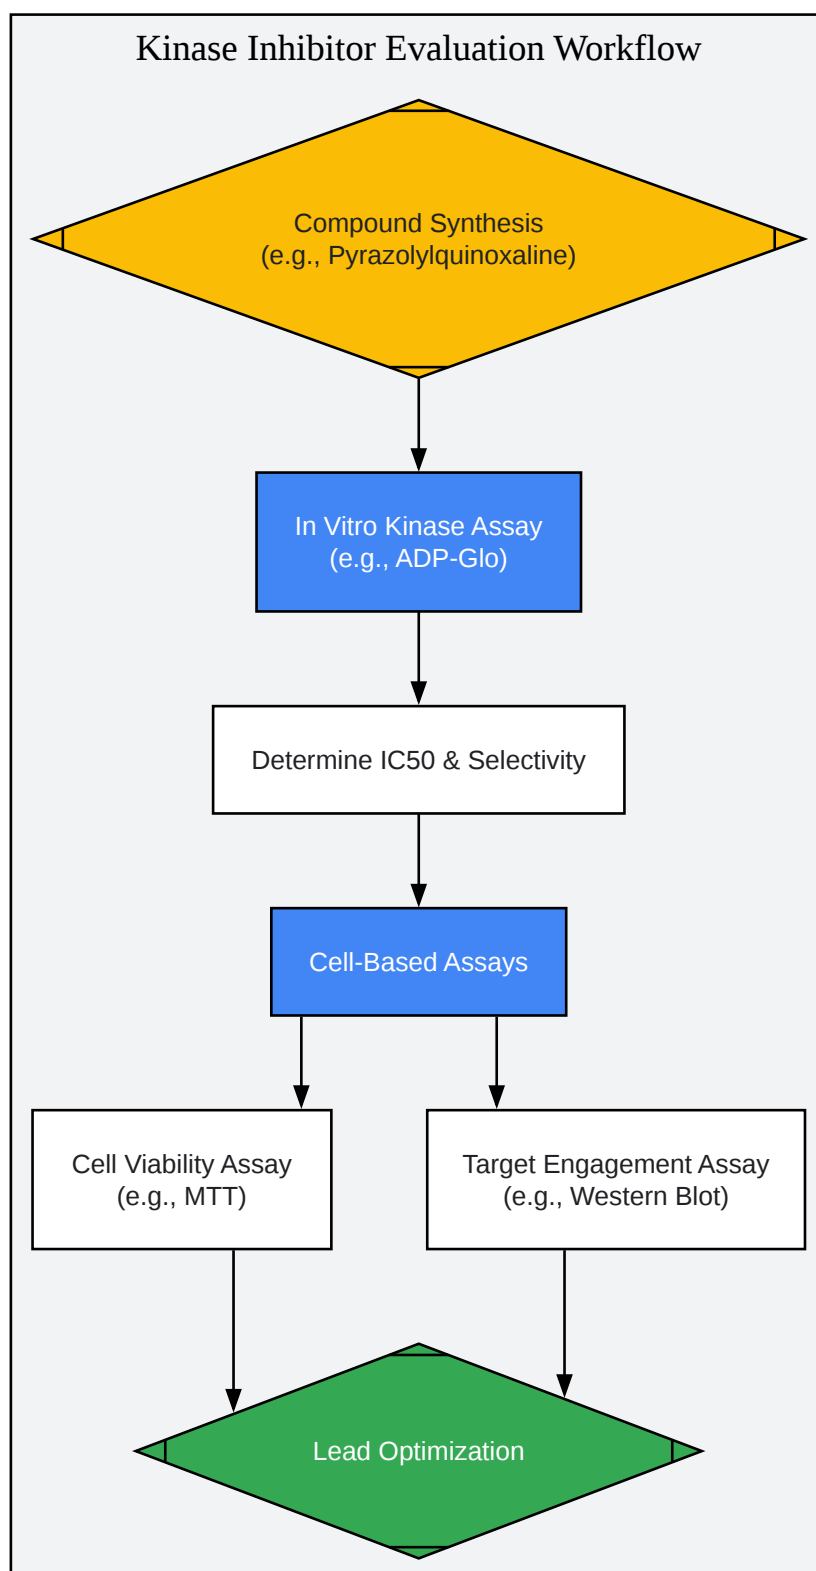 Kinase Inhibitor Evaluation Workflow
Compound Synthesis
(e.g., Pyrazolylquinoxaline)
In Vitro Kinase Assay
(e.g., ADP-Glo)
Determine IC50 & Selectivity
Cell-Based Assays
Cell Viability Assay
(e.g., MTT)
Target Engagement Assay
(e.g., Western Blot)
Lead Optimization